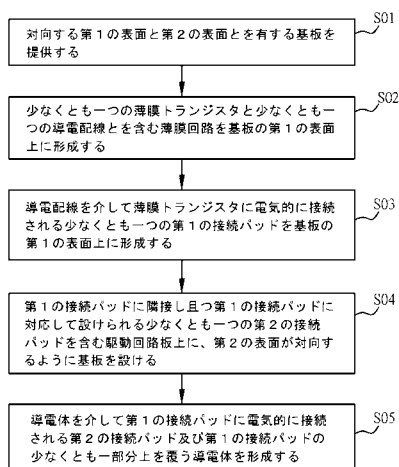 対向する第1の表面と第2の表面とを有する基板を
提供する
S01
少なくとも一つの薄膜トランジスタと少なくとも一
つの導電配線とを含む薄膜回路を基板の第1の表面
上に形成する
S02
導電配線を介して薄膜トランジスタに電気的に接続
される少なくとも一つの第1の接続パッドを基板の
第1の表面上に形成する
S03
第1の接続パッドに隣接し且つ第1の接続パッドに
対応して設けられる少なくとも一つの第2の接続
パッドを含む駆動回路板上に、第2の表面が対向す
るように基板を設ける
S04
導電体を介して第1の接続パッドに電気的に接続
される第2の接続パッド及び第1の接続パッドの
少なくとも一部分上を覆う導電体を形成する
S05